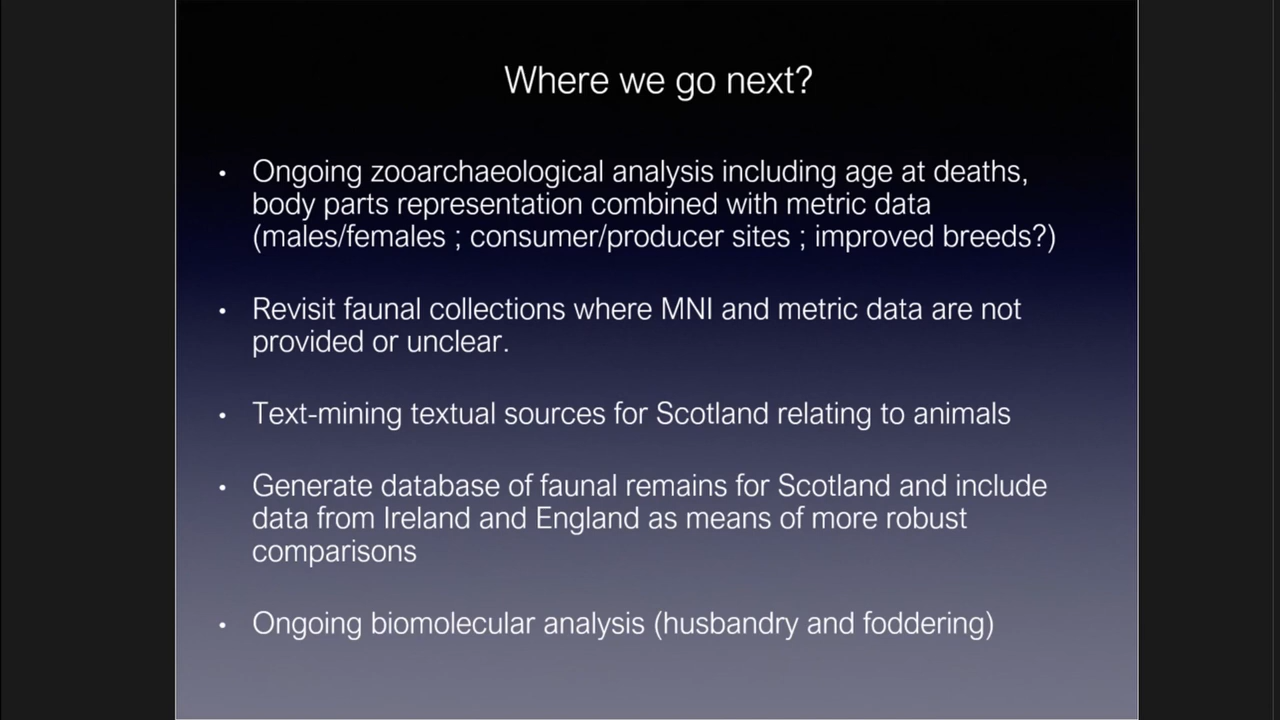 Where we go next?
• Ongoing zooarchaeological analysis including age at deaths,
body parts representation combined with metric data
(males/females ; consumer/producer sites ; improved breeds?)
• Revisit faunal collections where MNI and metric data are not
provided or unclear.
• Text-mining textual sources for Scotland relating to animals
• Generate database of faunal remains for Scotland and include
data from Ireland and England as means of more robust
comparisons
• Ongoing biomolecular analysis (husbandry and foddering)